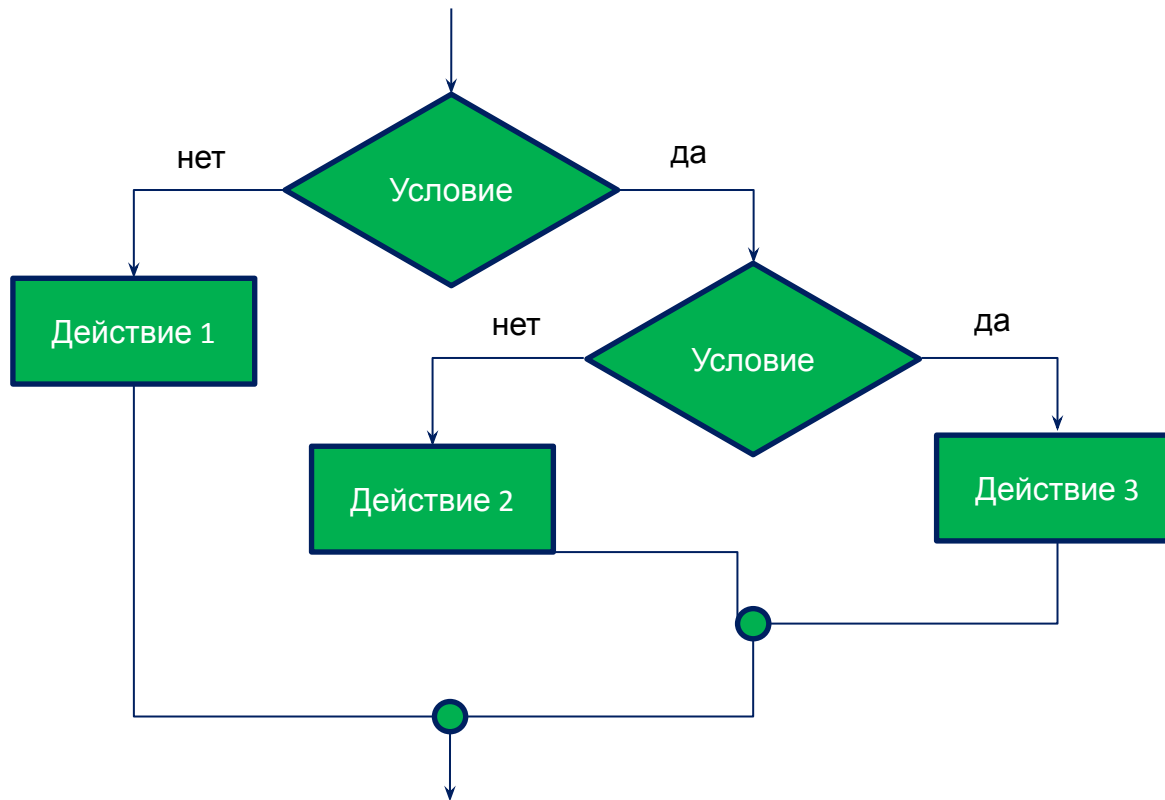 нет
да
Условие
Действие 1
нет
да
Условие
Действие 2
Действие 3